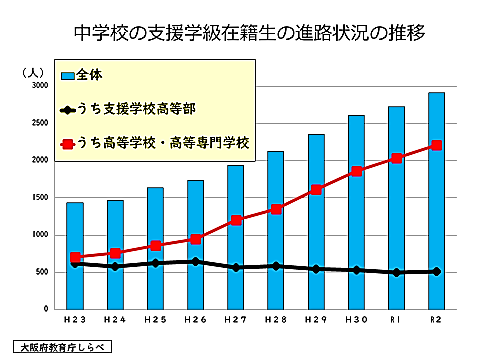 中学校の支援学級在籍生の進路状況の推移
（人）
全体
うち支援学校高等部
うち高等学校・高等専門学校
3000
2500
2000
1500
1000
500
0
H23 H24 H25 H26 H27 H28 H29 H30 R1 R2
大阪府教育庁しらべ